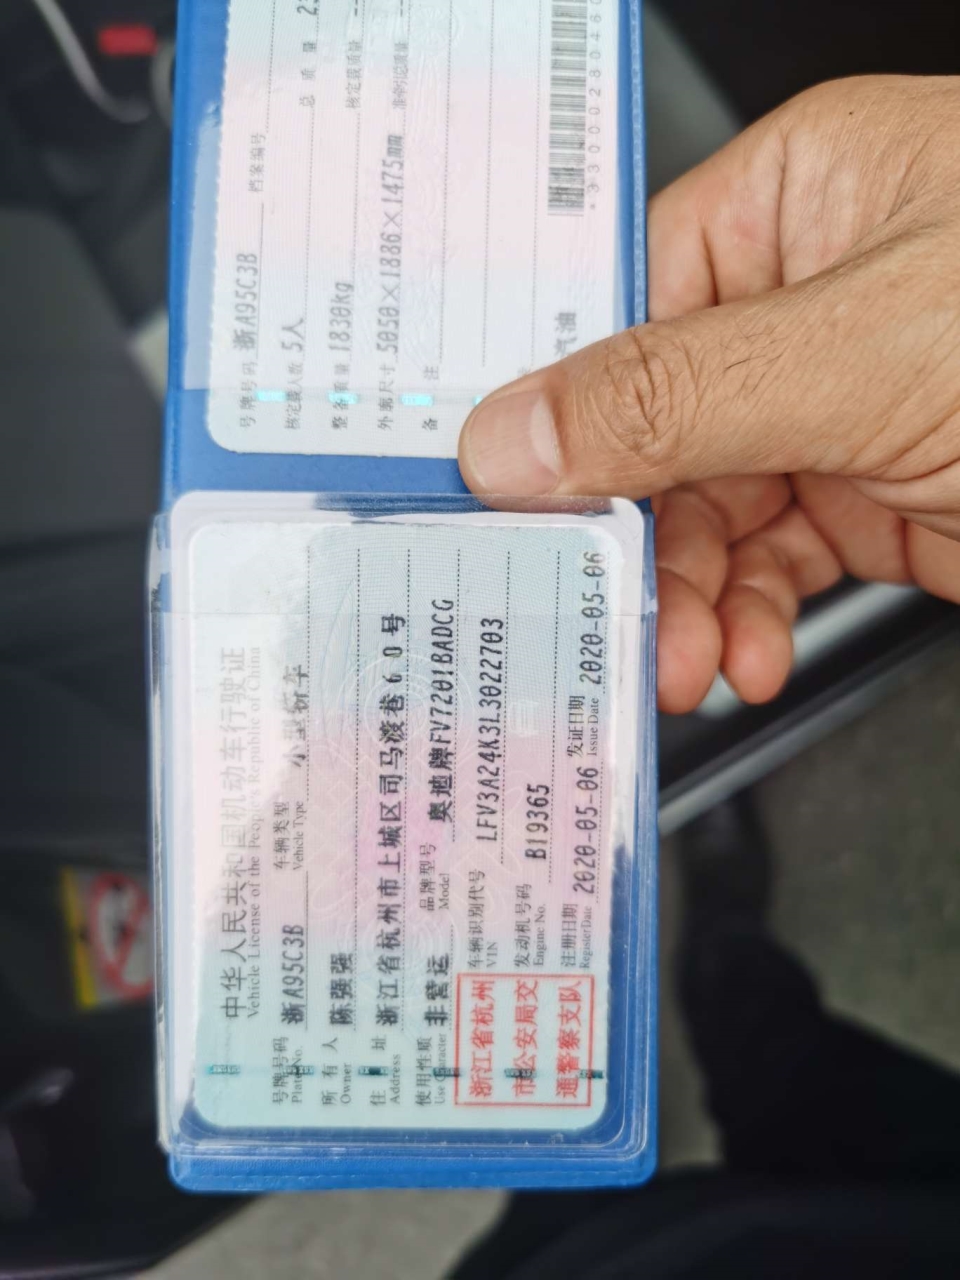 中华人民共和国机动车行驶证
Vehicle License of the People's Republic of China
号牌号码 浙A95C3B 车辆类型 小型轿车
Plate No. Vehicle Type
所有人 陈强强
Owner
住址 浙江省杭州市上城区司马渡巷60号
Address
使用性质 非营运 品牌型号 奥迪牌FV7201BADCG
Use Character Model
浙江省杭州
市公安局交
通警察支队
车辆识别代号 LFV3A24K3L3022703
VIN
发动机号码 B19365
Engine No.
注册日期 2020-05-06 发证日期 2020-05-06
Register Date Issue Date
号牌号码 浙A95C3B 档案编号
核定载人数 5人 总质量
整备质量 1830kg 核定载质量
外廓尺寸 5050×1886×1475mm 准牵引总质量
备注
汽油